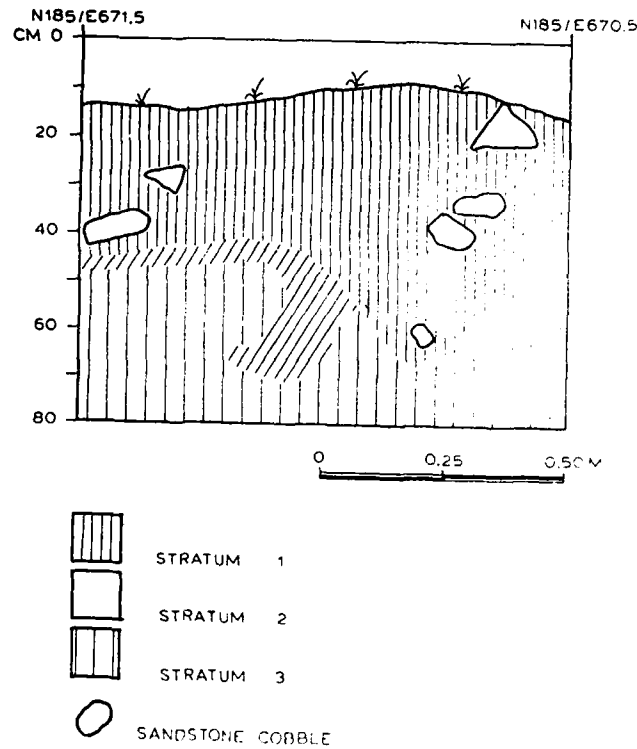 N185/E671.5
N185/E670.5
CM 0
20
40
60
80
0 0.25 0.50M
STRATUM 1
STRATUM 2
STRATUM 3
SANDSTONE COBBLE